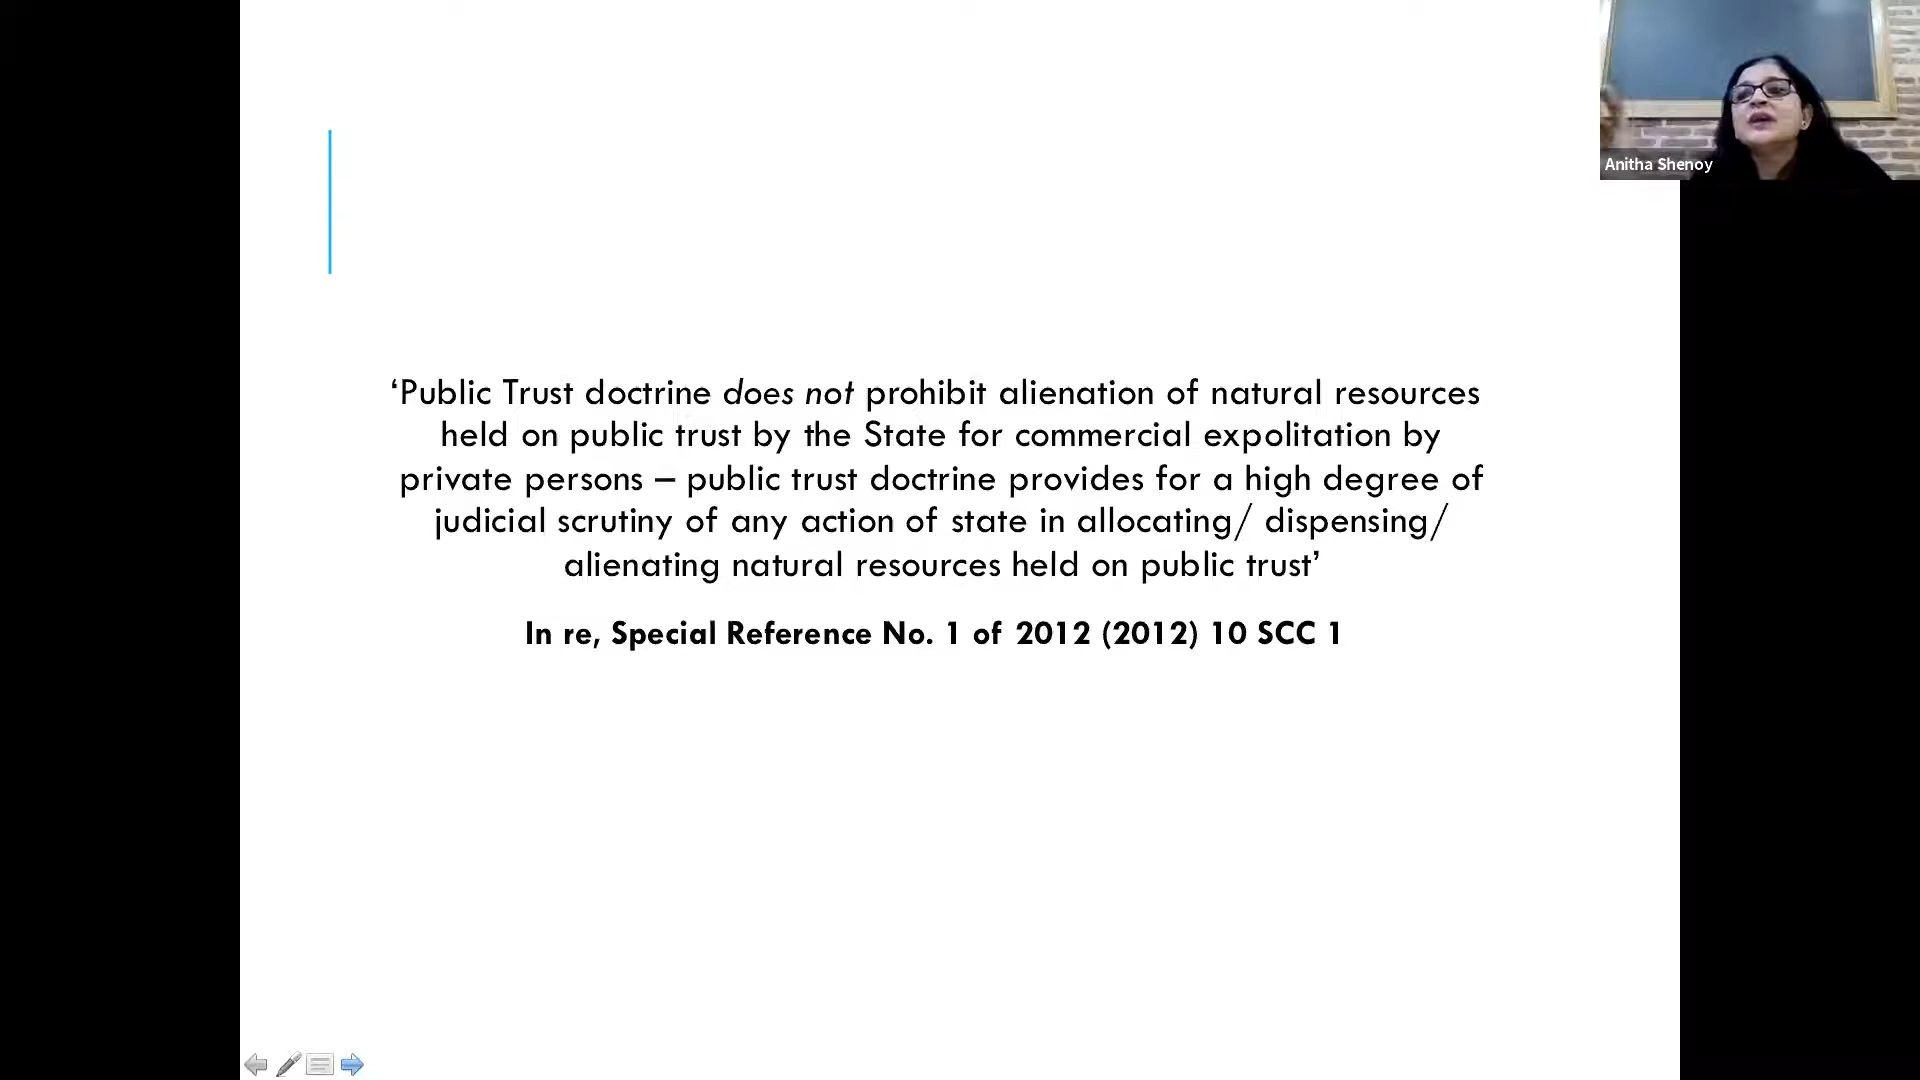 Anitha Shenoy
‘Public Trust doctrine does not prohibit alienation of natural resources
held on public trust by the State for commercial expolitation by
private persons – public trust doctrine provides for a high degree of
judicial scrutiny of any action of state in allocating/ dispensing/
alienating natural resources held on public trust’
In re, Special Reference No. 1 of 2012 (2012) 10 SCC 1